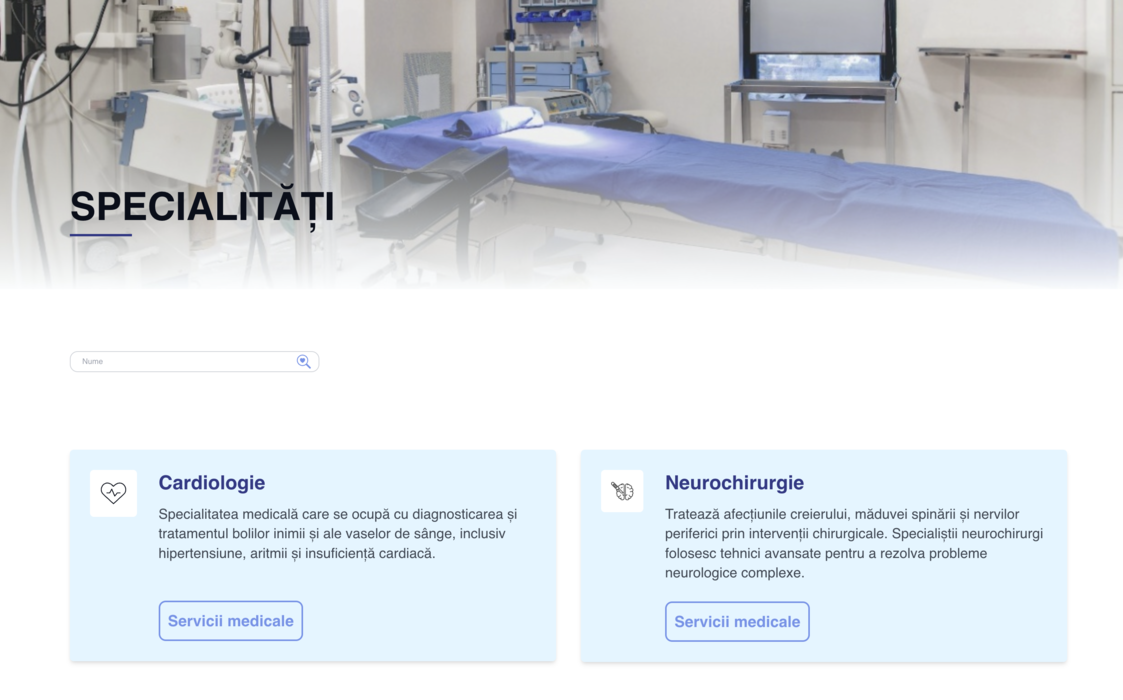 SPECIALITĂȚI
Nume
Cardiologie
Specialitatea medicală care se ocupă cu diagnosticarea și
tratamentul bolilor inimii și ale vaselor de sânge, inclusiv
hipertensiune, aritmii și insuficiență cardiacă.
Servicii medicale
Neurochirurgie
Tratează afecțiunile creierului, măduvei spinării și nervilor
periferici prin intervenții chirurgicale. Specialiștii neurochirurgi
folosesc tehnici avansate pentru a rezolva probleme
neurologice complexe.
Servicii medicale